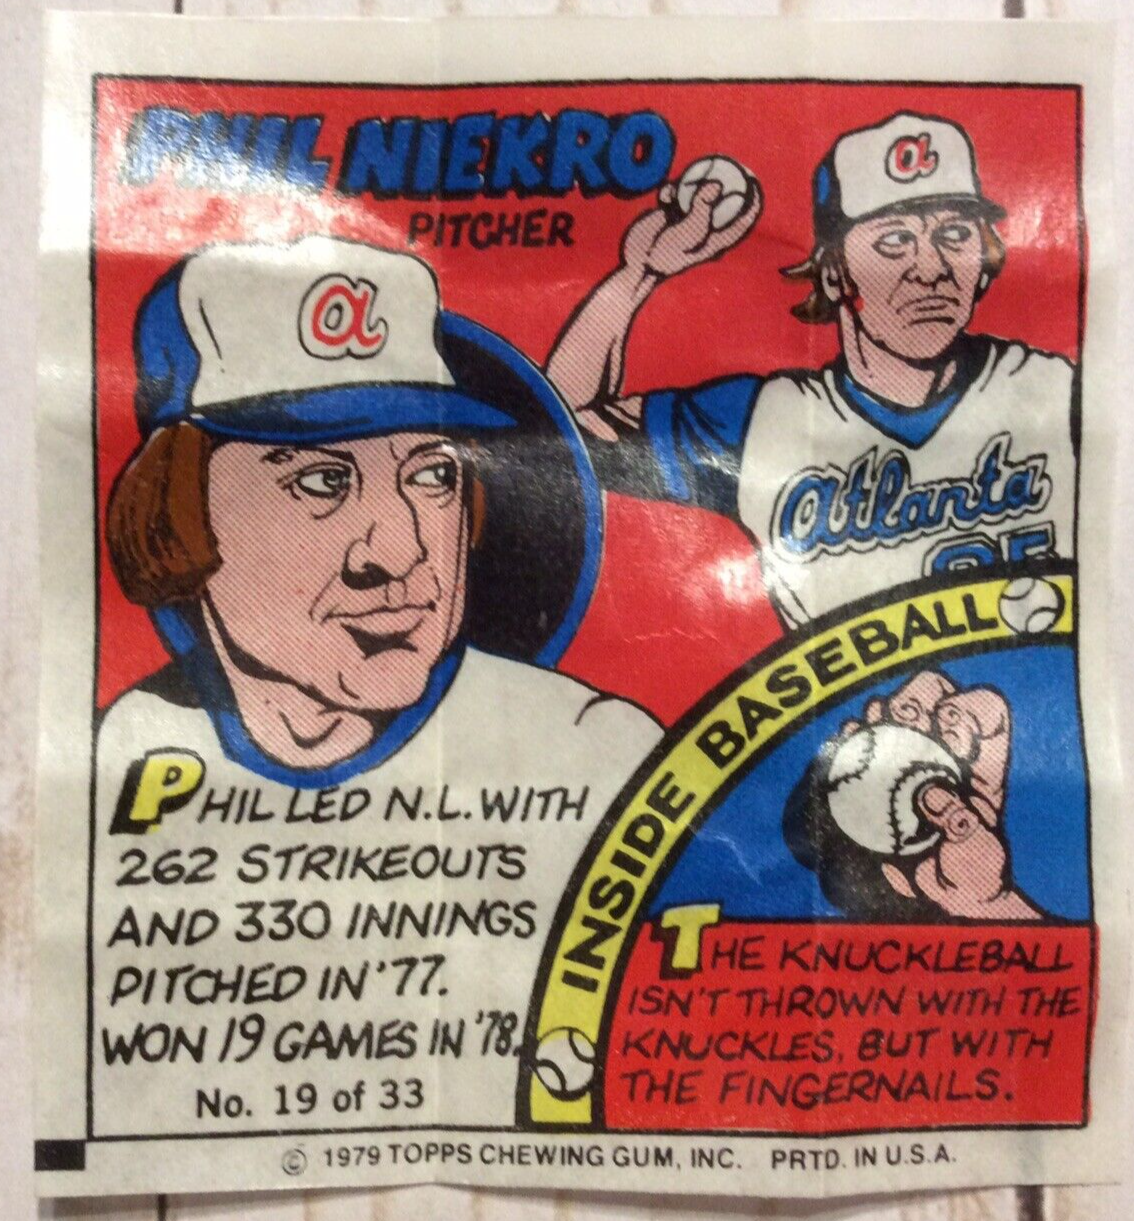 PHIL NIEKRO
PITCHER
a
a
Atlanta
35
PHIL LED N.L. WITH
262 STRIKEOUTS
AND 330 INNINGS
PITCHED IN '77.
WON 19 GAMES IN '78.
No. 19 of 33
INSIDE BASEBALL
THE KNUCKLEBALL
ISN'T THROWN WITH THE
KNUCKLES, BUT WITH
THE FINGERNAILS.
© 1979 TOPPS CHEWING GUM, INC. PRTD. IN U.S.A.